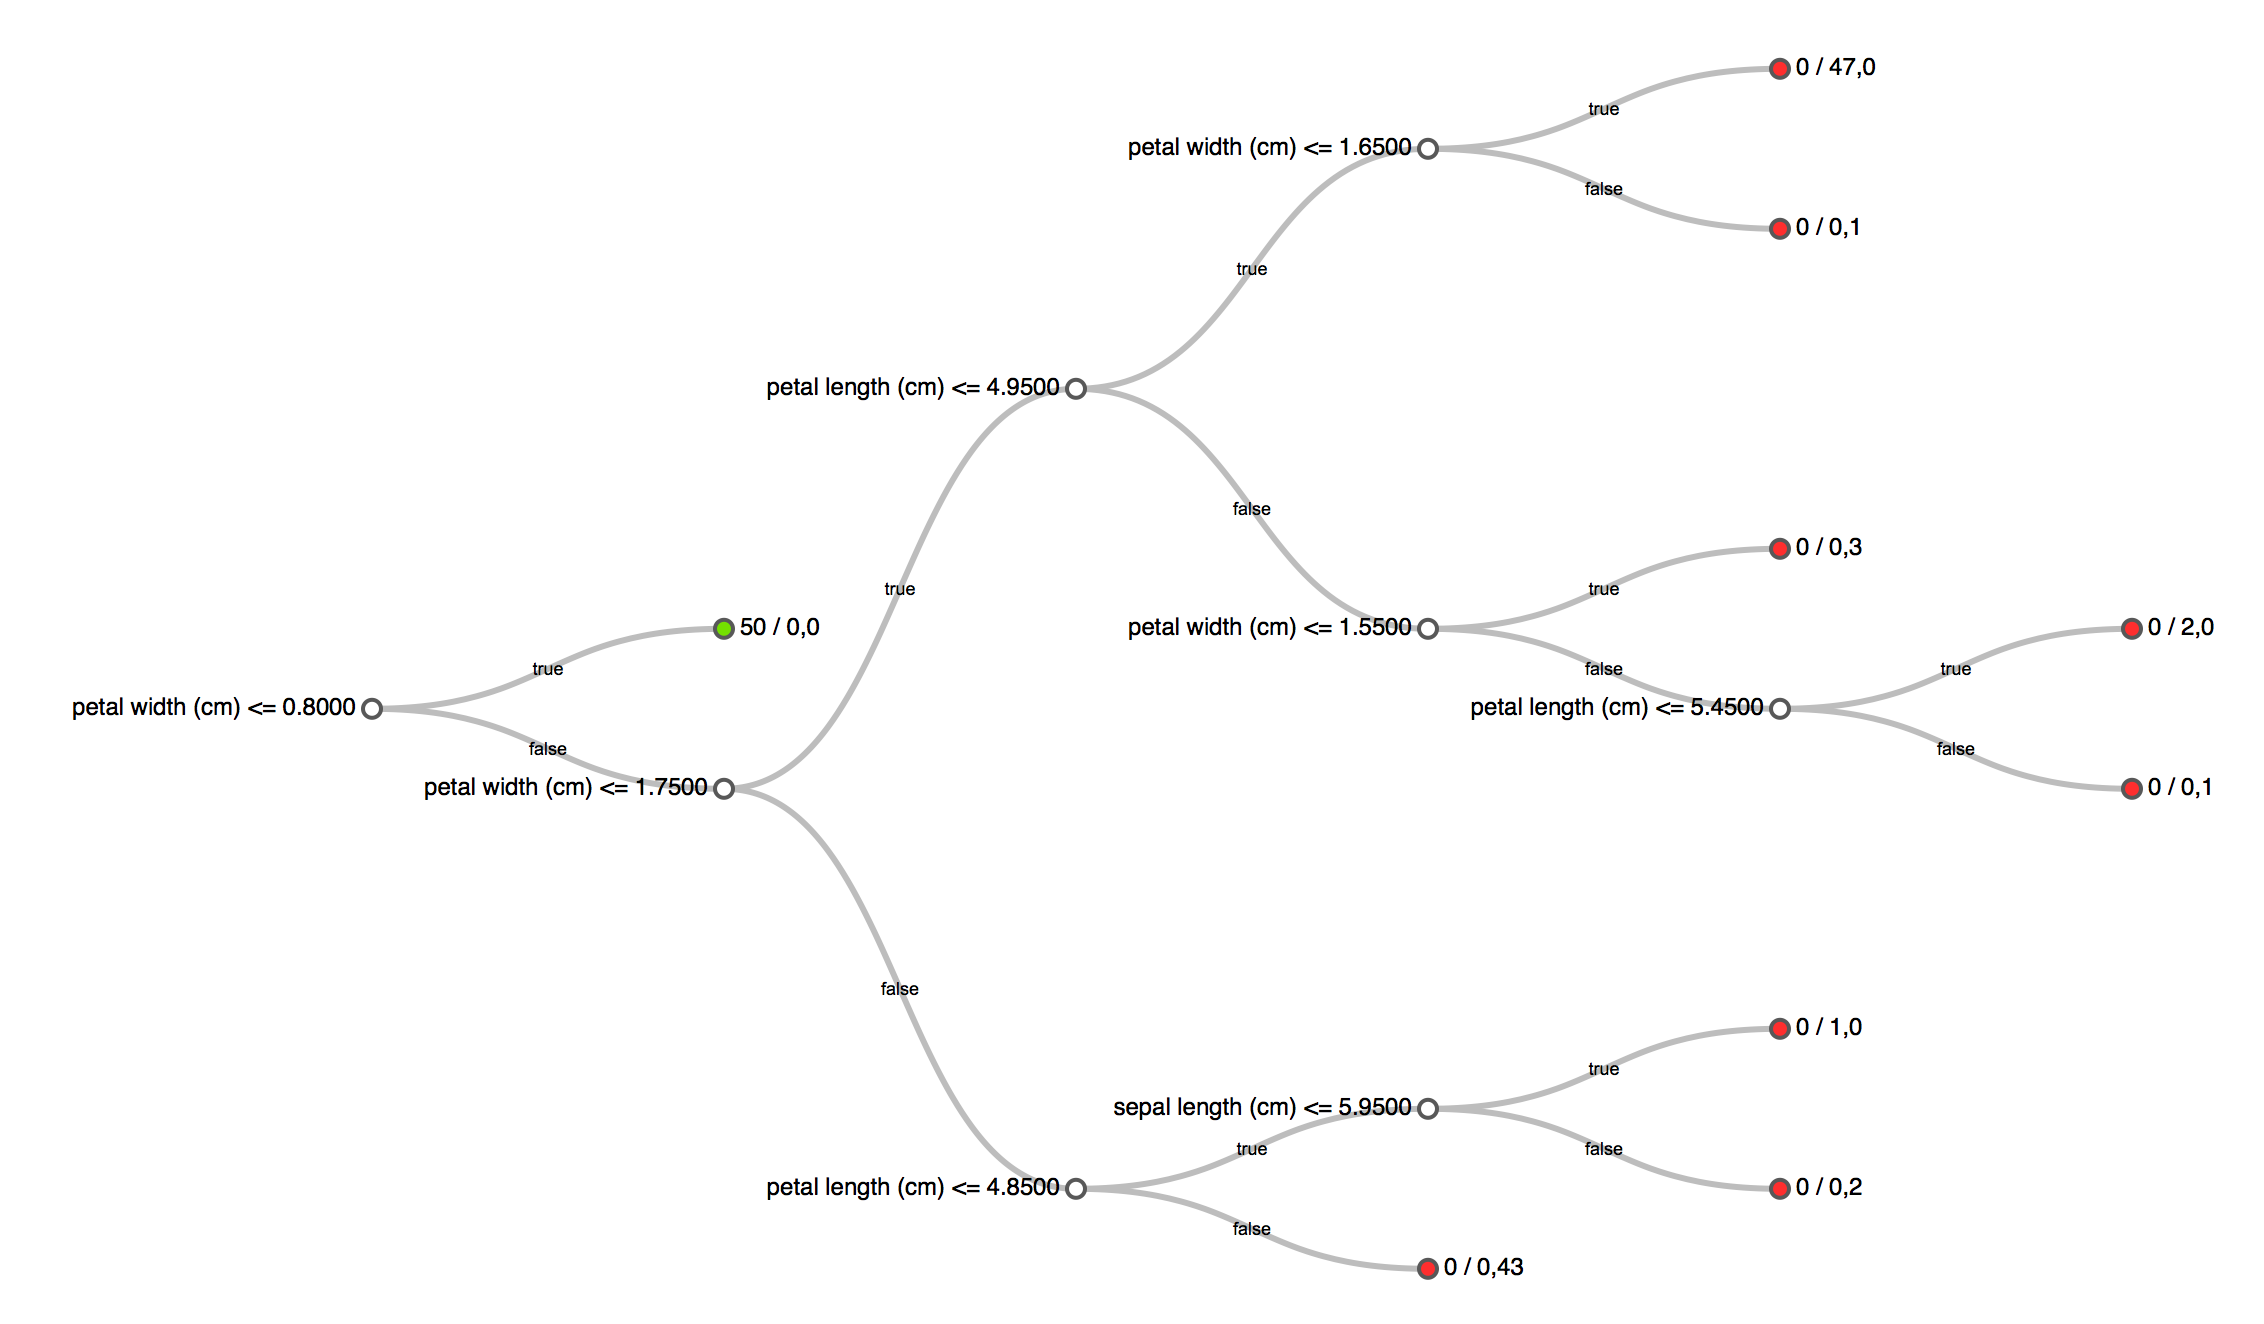 0 / 47,0
true
petal width (cm) <= 1.6500
false
0 / 0,1
true
petal length (cm) <= 4.9500
false
0 / 0,3
true
true
50 / 0,0
petal width (cm) <= 1.5500
0 / 2,0
true
false
true
petal width (cm) <= 0.8000
petal length (cm) <= 5.4500
false
false
petal width (cm) <= 1.7500
0 / 0,1
false
0 / 1,0
true
sepal length (cm) <= 5.9500
true
false
petal length (cm) <= 4.8500
0 / 0,2
false
0 / 0,43